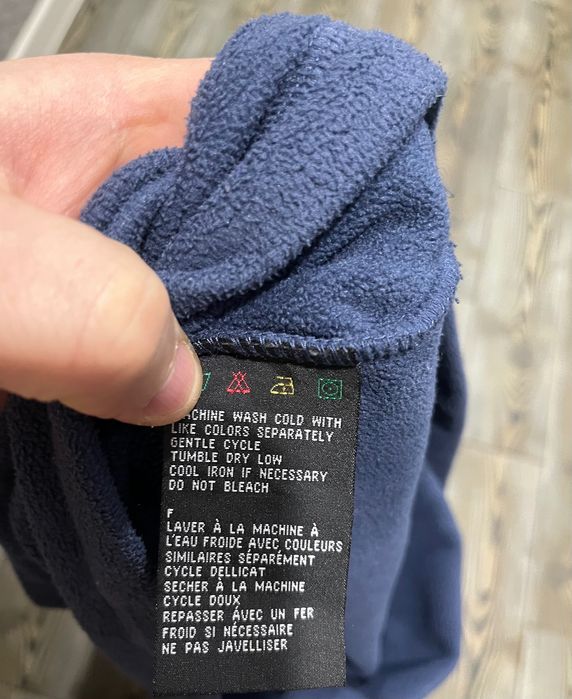 MACHINE WASH COLD WITH
LIKE COLORS SEPARATELY
GENTLE CYCLE
TUMBLE DRY LOW
COOL IRON IF NECESSARY
DO NOT BLEACH
F
LAVER À LA MACHINE À
L'EAU FROIDE AVEC COULEURS
SIMILAIRES SÉPARÉMENT
CYCLE DELLICAT
SECHER À LA MACHINE
CYCLE DOUX
REPASSER AVEC UN FER
FROID SI NÉCESSAIRE
NE PAS JAVELLISER